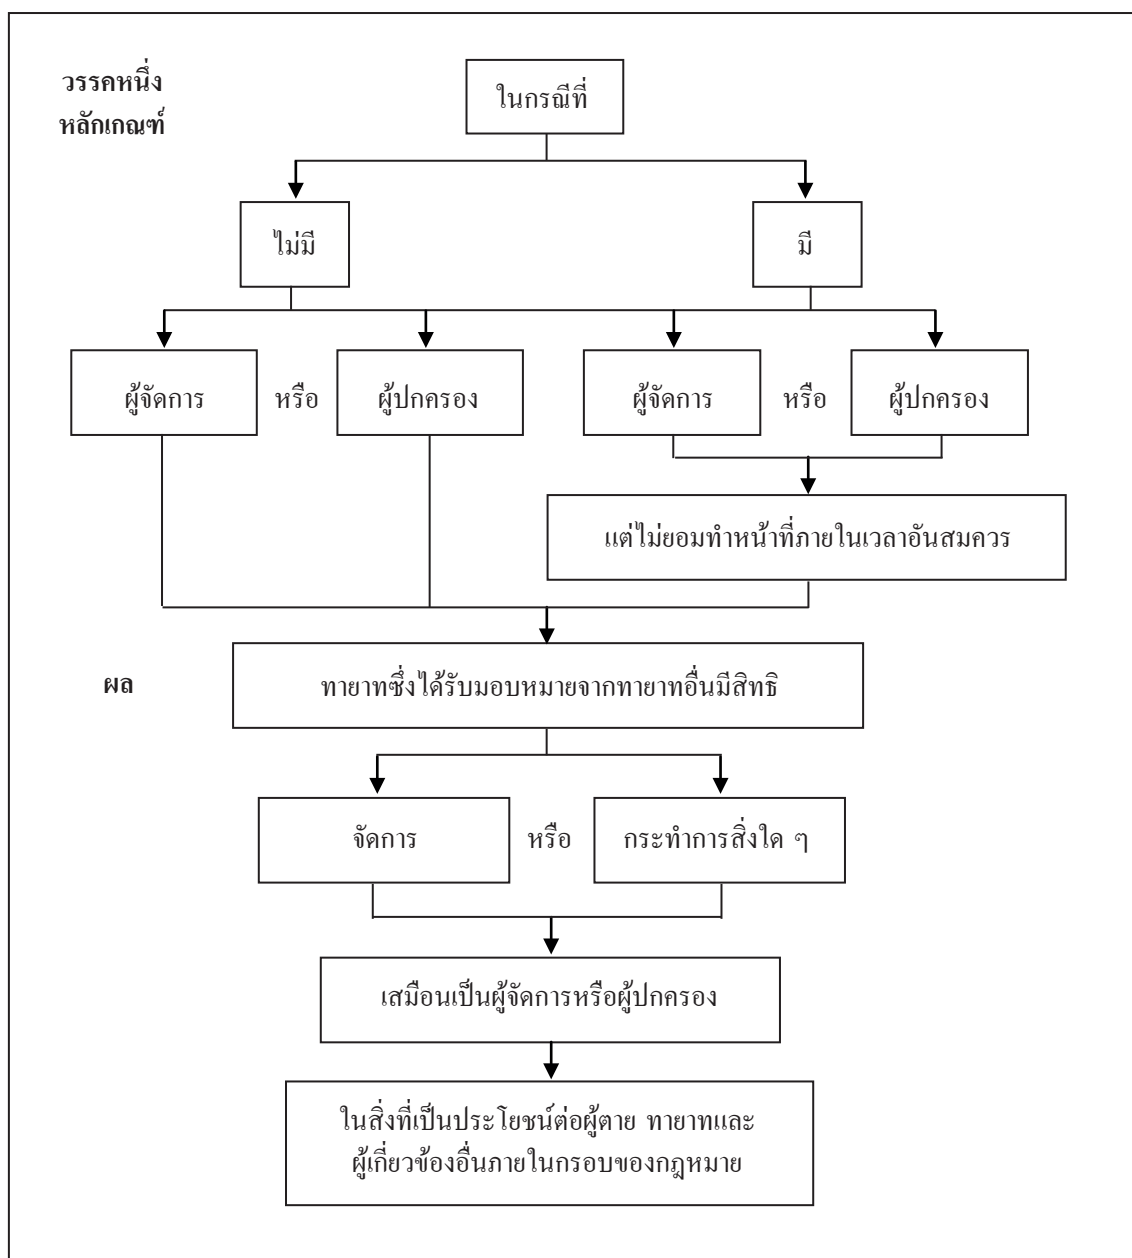 วรรคหนึ่ง
หลักเกณฑ์
ในกรณีที่
ไม่มี
มี
ผู้จัดการ
หรือ
ผู้ปกครอง
ผู้จัดการ
หรือ
ผู้ปกครอง
แต่ไม่ยอมทำหน้าที่ภายในเวลาอันสมควร
ผล
ทายาทซึ่งได้รับมอบหมายจากทายาทอื่นมีสิทธิ
จัดการ
หรือ
กระทำการสิ่งใด ๆ
เสมือนเป็นผู้จัดการหรือผู้ปกครอง
ในสิ่งที่เป็นประโยชน์ต่อผู้ตาย ทายาทและ
ผู้เกี่ยวข้องอื่นภายในกรอบของกฎหมาย